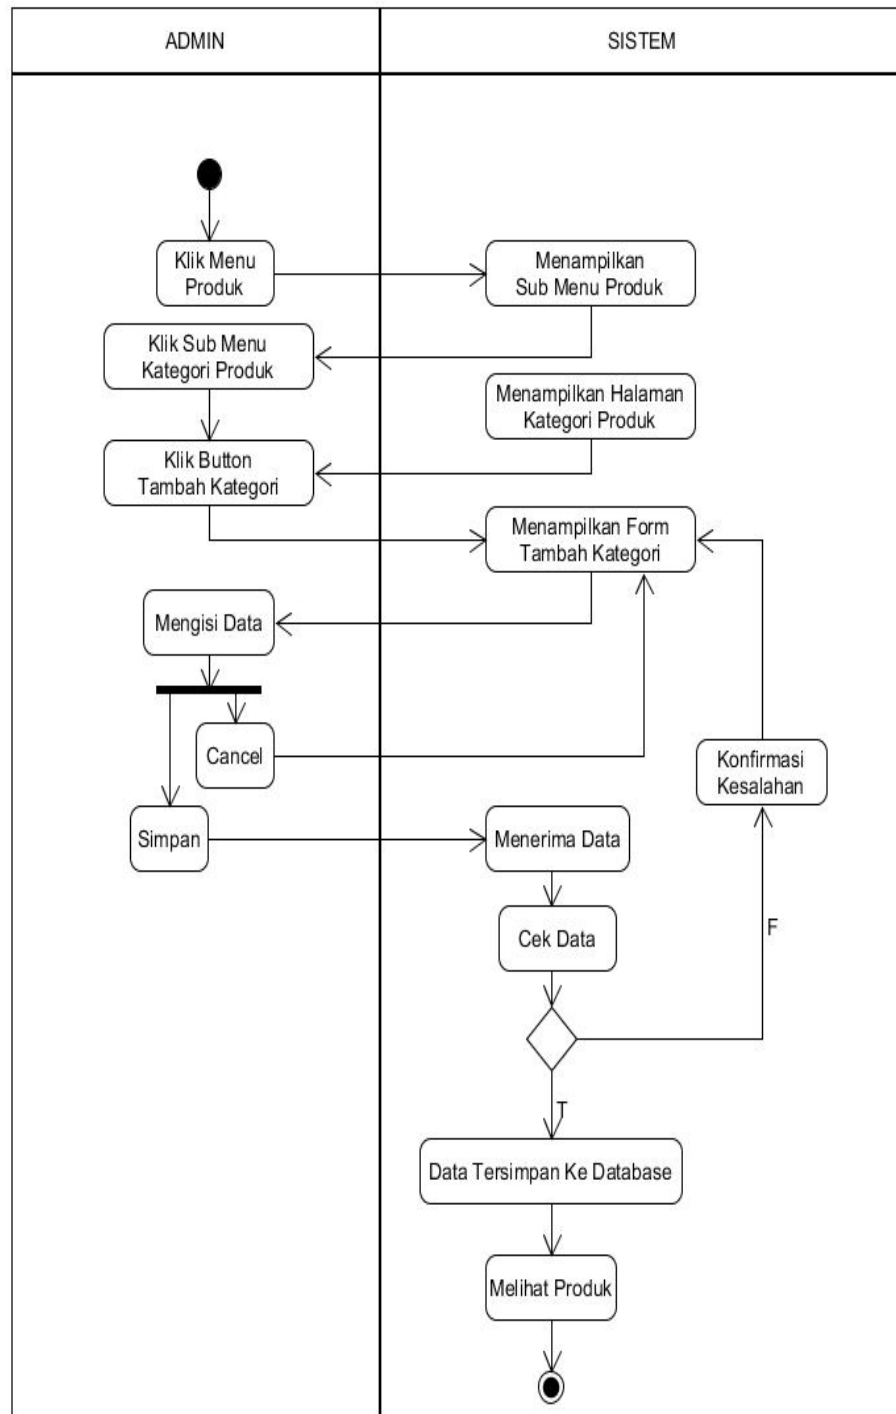 ADMIN
SISTEM
Klik Menu
Produk
Menampilkan
Sub Menu Produk
Klik Sub Menu
Kategori Produk
Menampilkan Halaman
Kategori Produk
Klik Button
Tambah Kategori
Menampilkan Form
Tambah Kategori
Mengisi Data
Cancel
Konfirmasi
Kesalahan
Simpan
Menerima Data
Cek Data
F
T
Data Tersimpan Ke Database
Melihat Produk